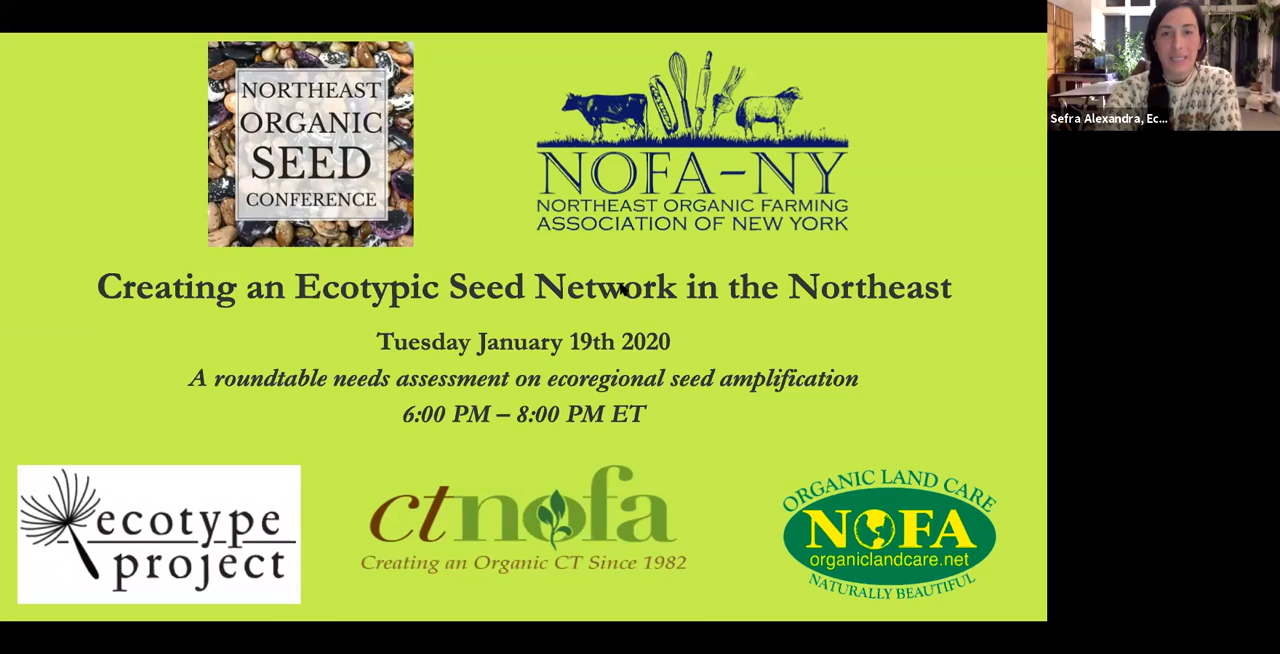 NORTHEAST
ORGANIC
SEED
CONFERENCE
NOFA-NY
NORTHEAST ORGANIC FARMING
ASSOCIATION OF NEW YORK
Sefra Alexandra, Ec...
Creating an Ecotypic Seed Network in the Northeast
Tuesday January 19th 2020
A roundtable needs assessment on ecoregional seed amplification
6:00 PM – 8:00 PM ET
ecotype
project
ctnofa
Creating an Organic CT Since 1982
ORGANIC LAND CARE
NOFA
organiclandcare.net
NATURALLY BEAUTIFUL